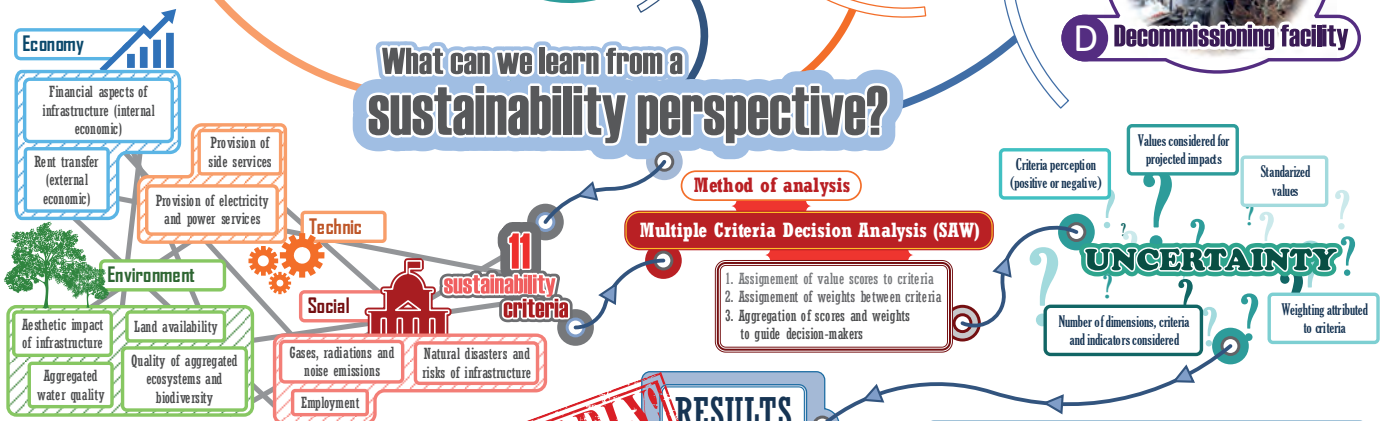 D Decommissioning facility
What can we learn from a
sustainability perspective?
Economy
Financial aspects of
infrastructure (internal
economic)
Rent transfer
(external
economic)
Provision of
side services
Provision of electricity
and power services
Technic
Environment
Aesthetic impact
of infrastructure
Land availability
Aggregated
water quality
Quality of aggregated
ecosystems and
biodiversity
Social
Gases, radiations and
noise emissions
Natural disasters and
risks of infrastructure
Employment
11
sustainability
criteria
Method of analysis
Multiple Criteria Decision Analysis (SAW)
1. Assignement of value scores to criteria
2. Assignement of weights between criteria
3. Aggregation of scores and weights
to guide decision-makers
Criteria perception
(positive or negative)
Values considered for
projected impacts
Standarized
values
UNCERTAINTY
Number of dimensions, criteria
and indicators considered
Weighting attributed
to criteria
RESULTS